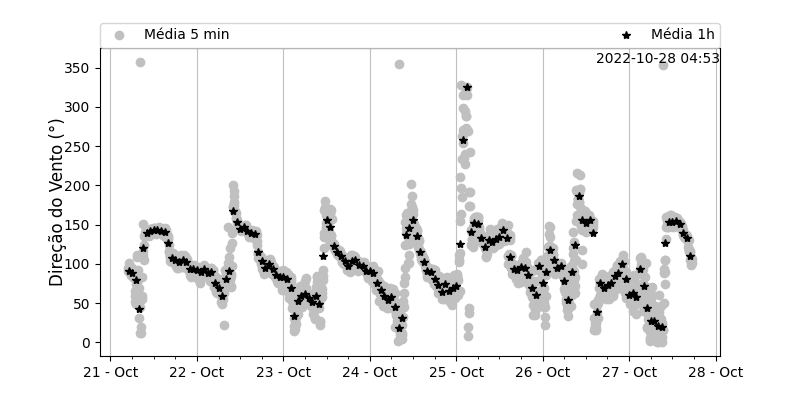 Média 5 min
Média 1h
2022-10-28 04:53
Direção do Vento (°)
350
300
250
200
150
100
50
0
21 - Oct
22 - Oct
23 - Oct
24 - Oct
25 - Oct
26 - Oct
27 - Oct
28 - Oct